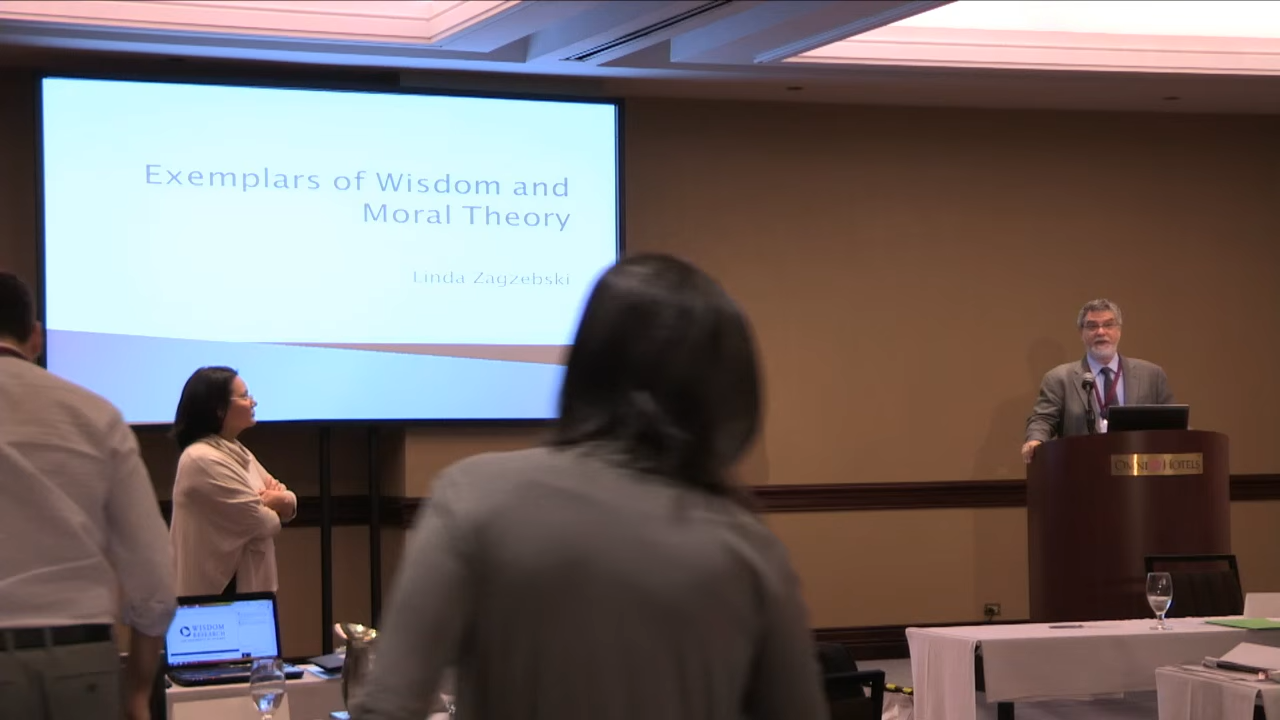 Exemplars of Wisdom and
Moral Theory
Linda Zagzebski
OMNI HOTELS
WISDOM
RESEARCH